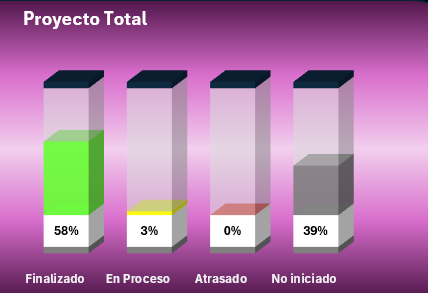 Proyecto Total
58% 3% 0% 39%
Finalizado En Proceso Atrasado No iniciado